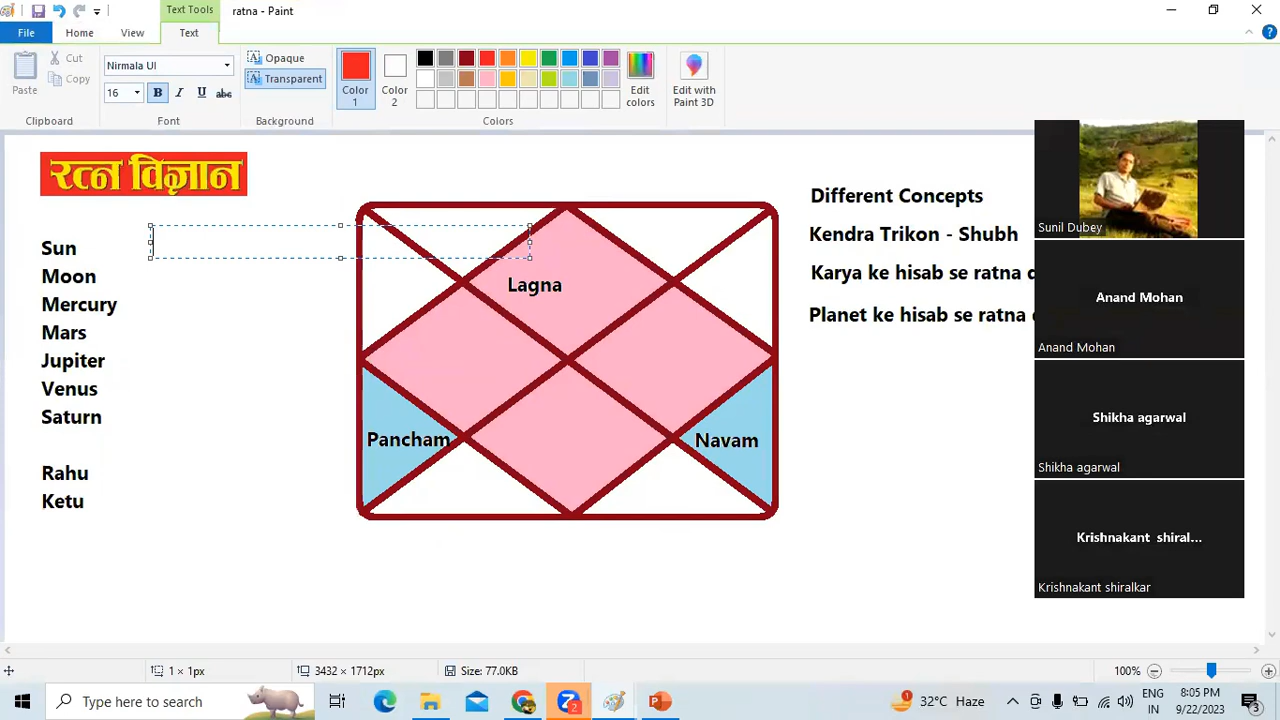 ratna - Paint
Text Tools
File
Home
View
Text
Paste
Cut
Copy
Clipboard
Nirmala UI
16
B
I
U
abc
Font
Opaque
Transparent
Background
Color 1
Color 2
Edit colors
Edit with Paint 3D
Colors
रत्न विज्ञान
Sun
Moon
Mercury
Mars
Jupiter
Venus
Saturn
Rahu
Ketu
Lagna
Pancham
Navam
Different Concepts
Kendra Trikon - Shubh
Karya ke hisab se ratna
Planet ke hisab se ratna
Sunil Dubey
Anand Mohan
Anand Mohan
Shikha agarwal
Shikha agarwal
Krishnakant shiral...
Krishnakant shiralkar
1 × 1px
3432 × 1712px
Size: 77.0KB
100%
Type here to search
2
1
32°C Haze
ENG
IN
8:05 PM
9/22/2023
3